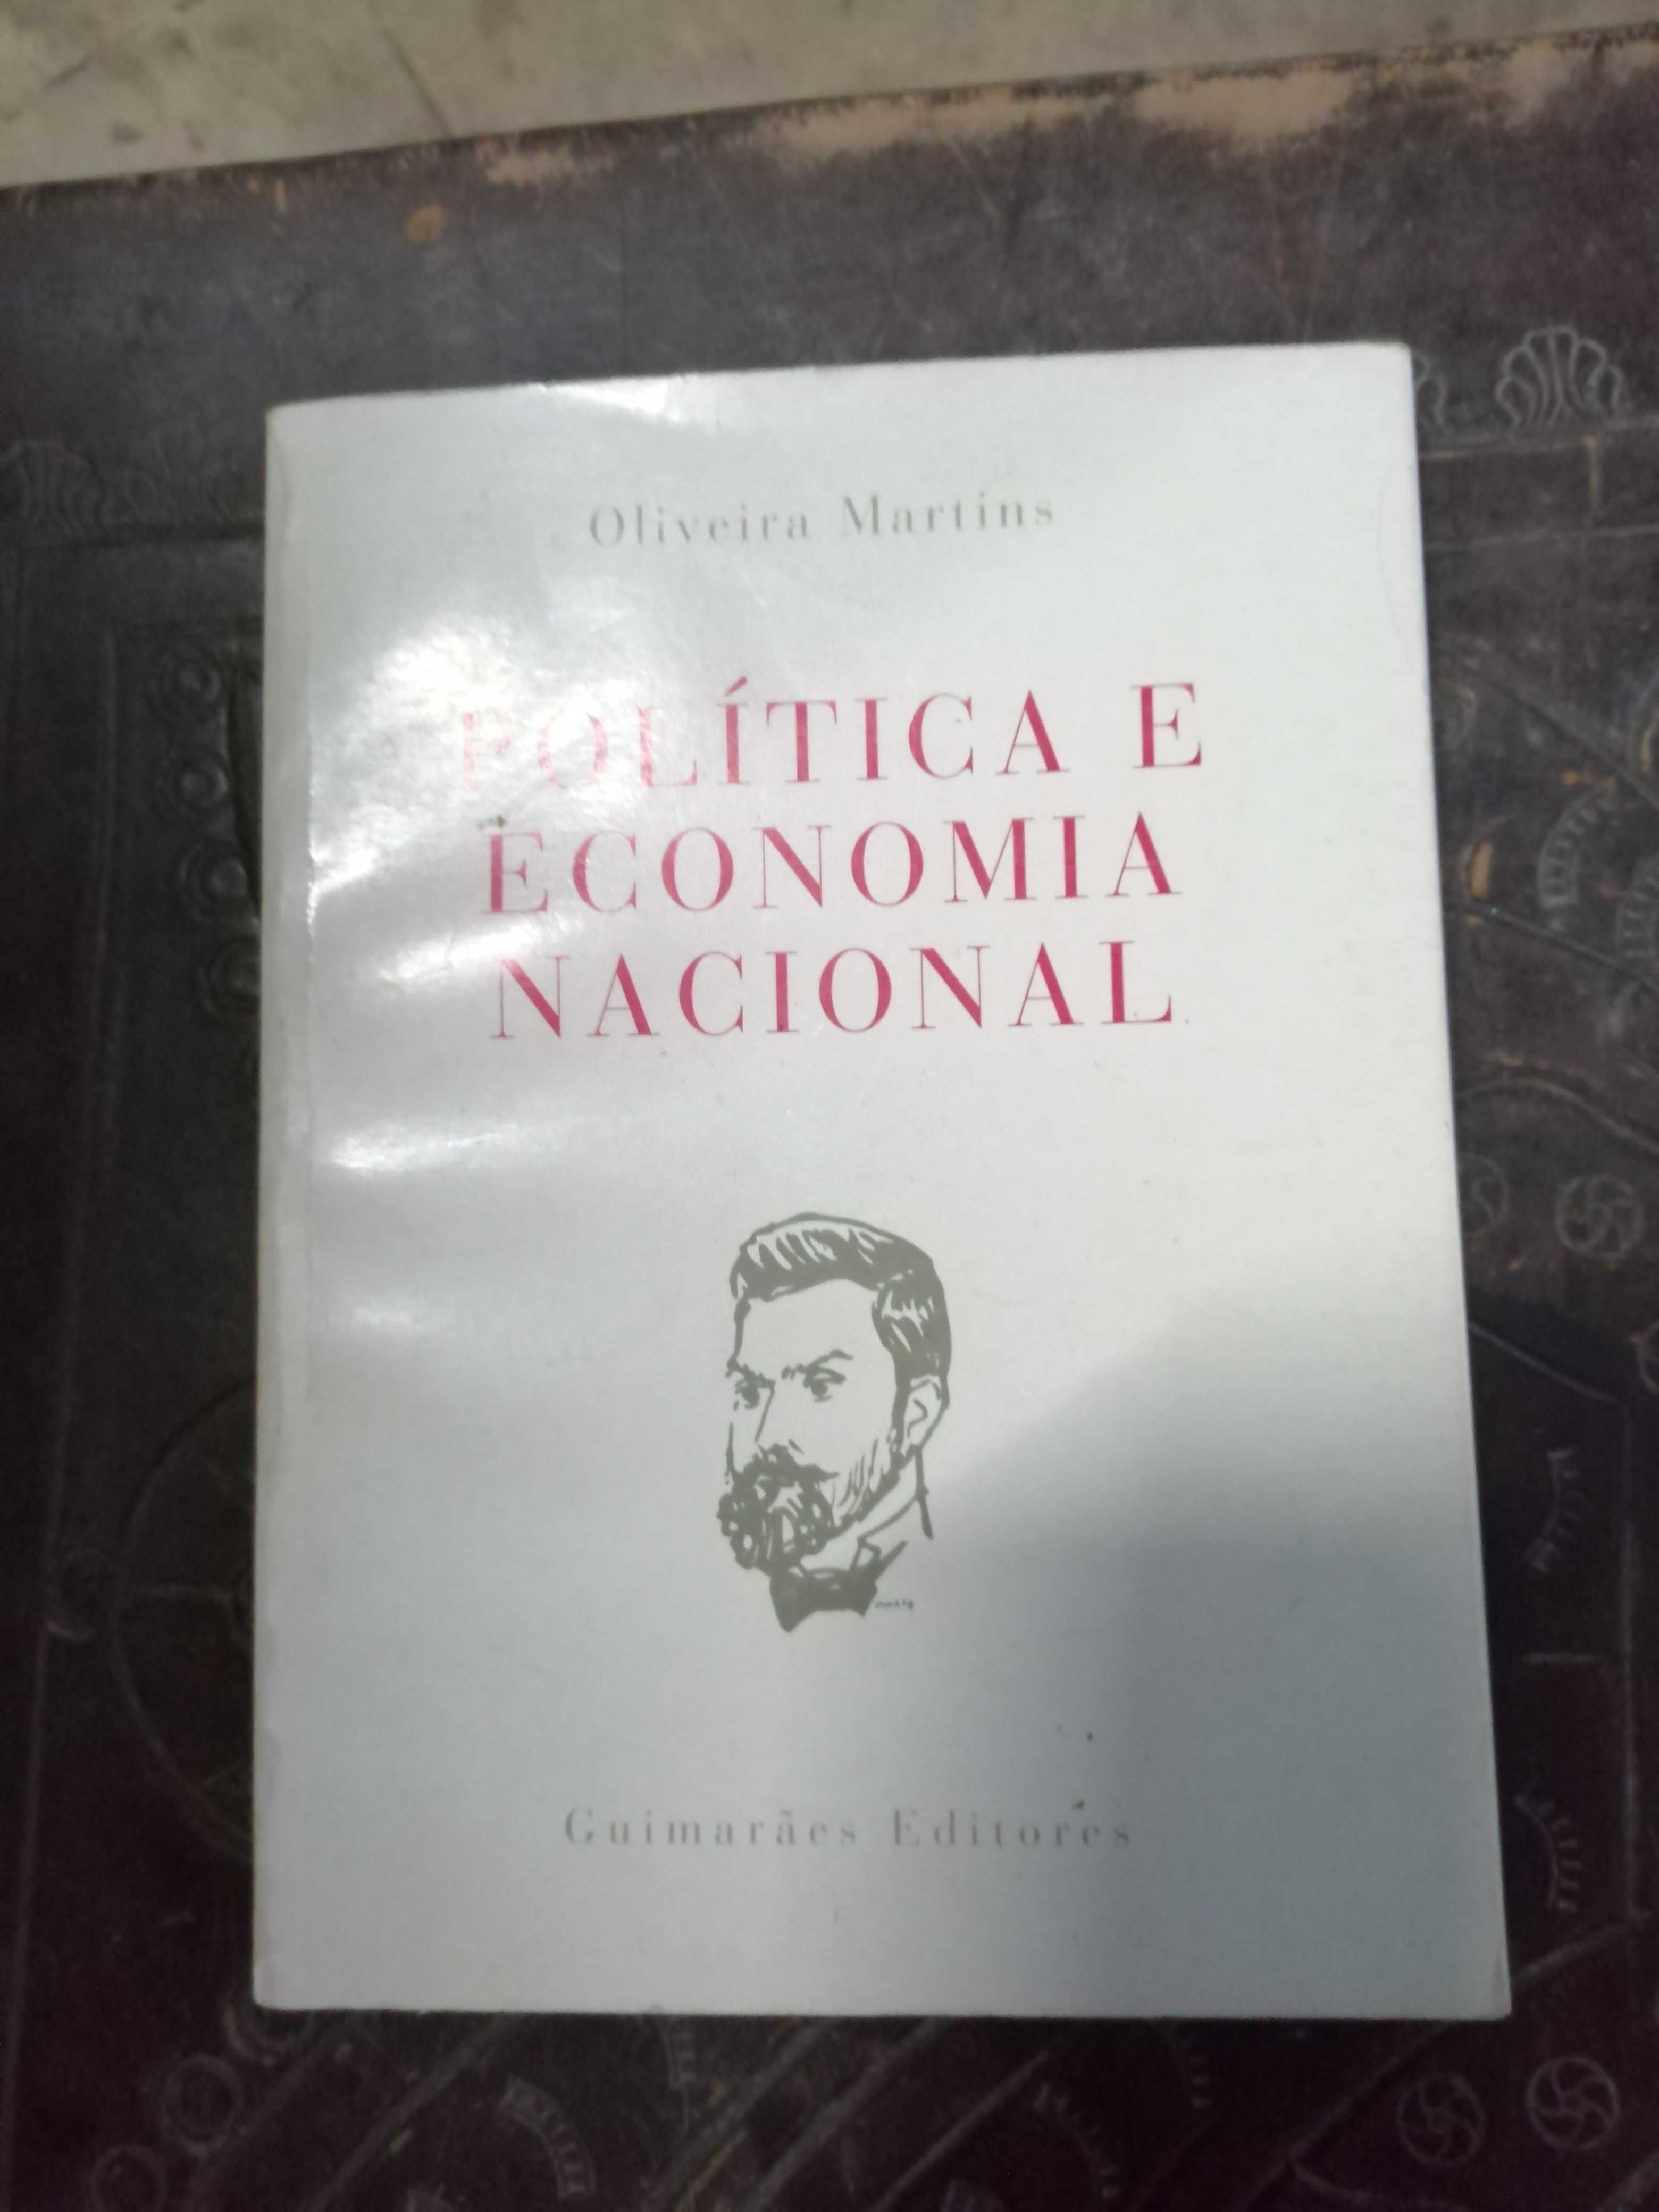 Oliveira Martins
POLÍTICA E
ECONOMIA
NACIONAL
Guimarães Editores